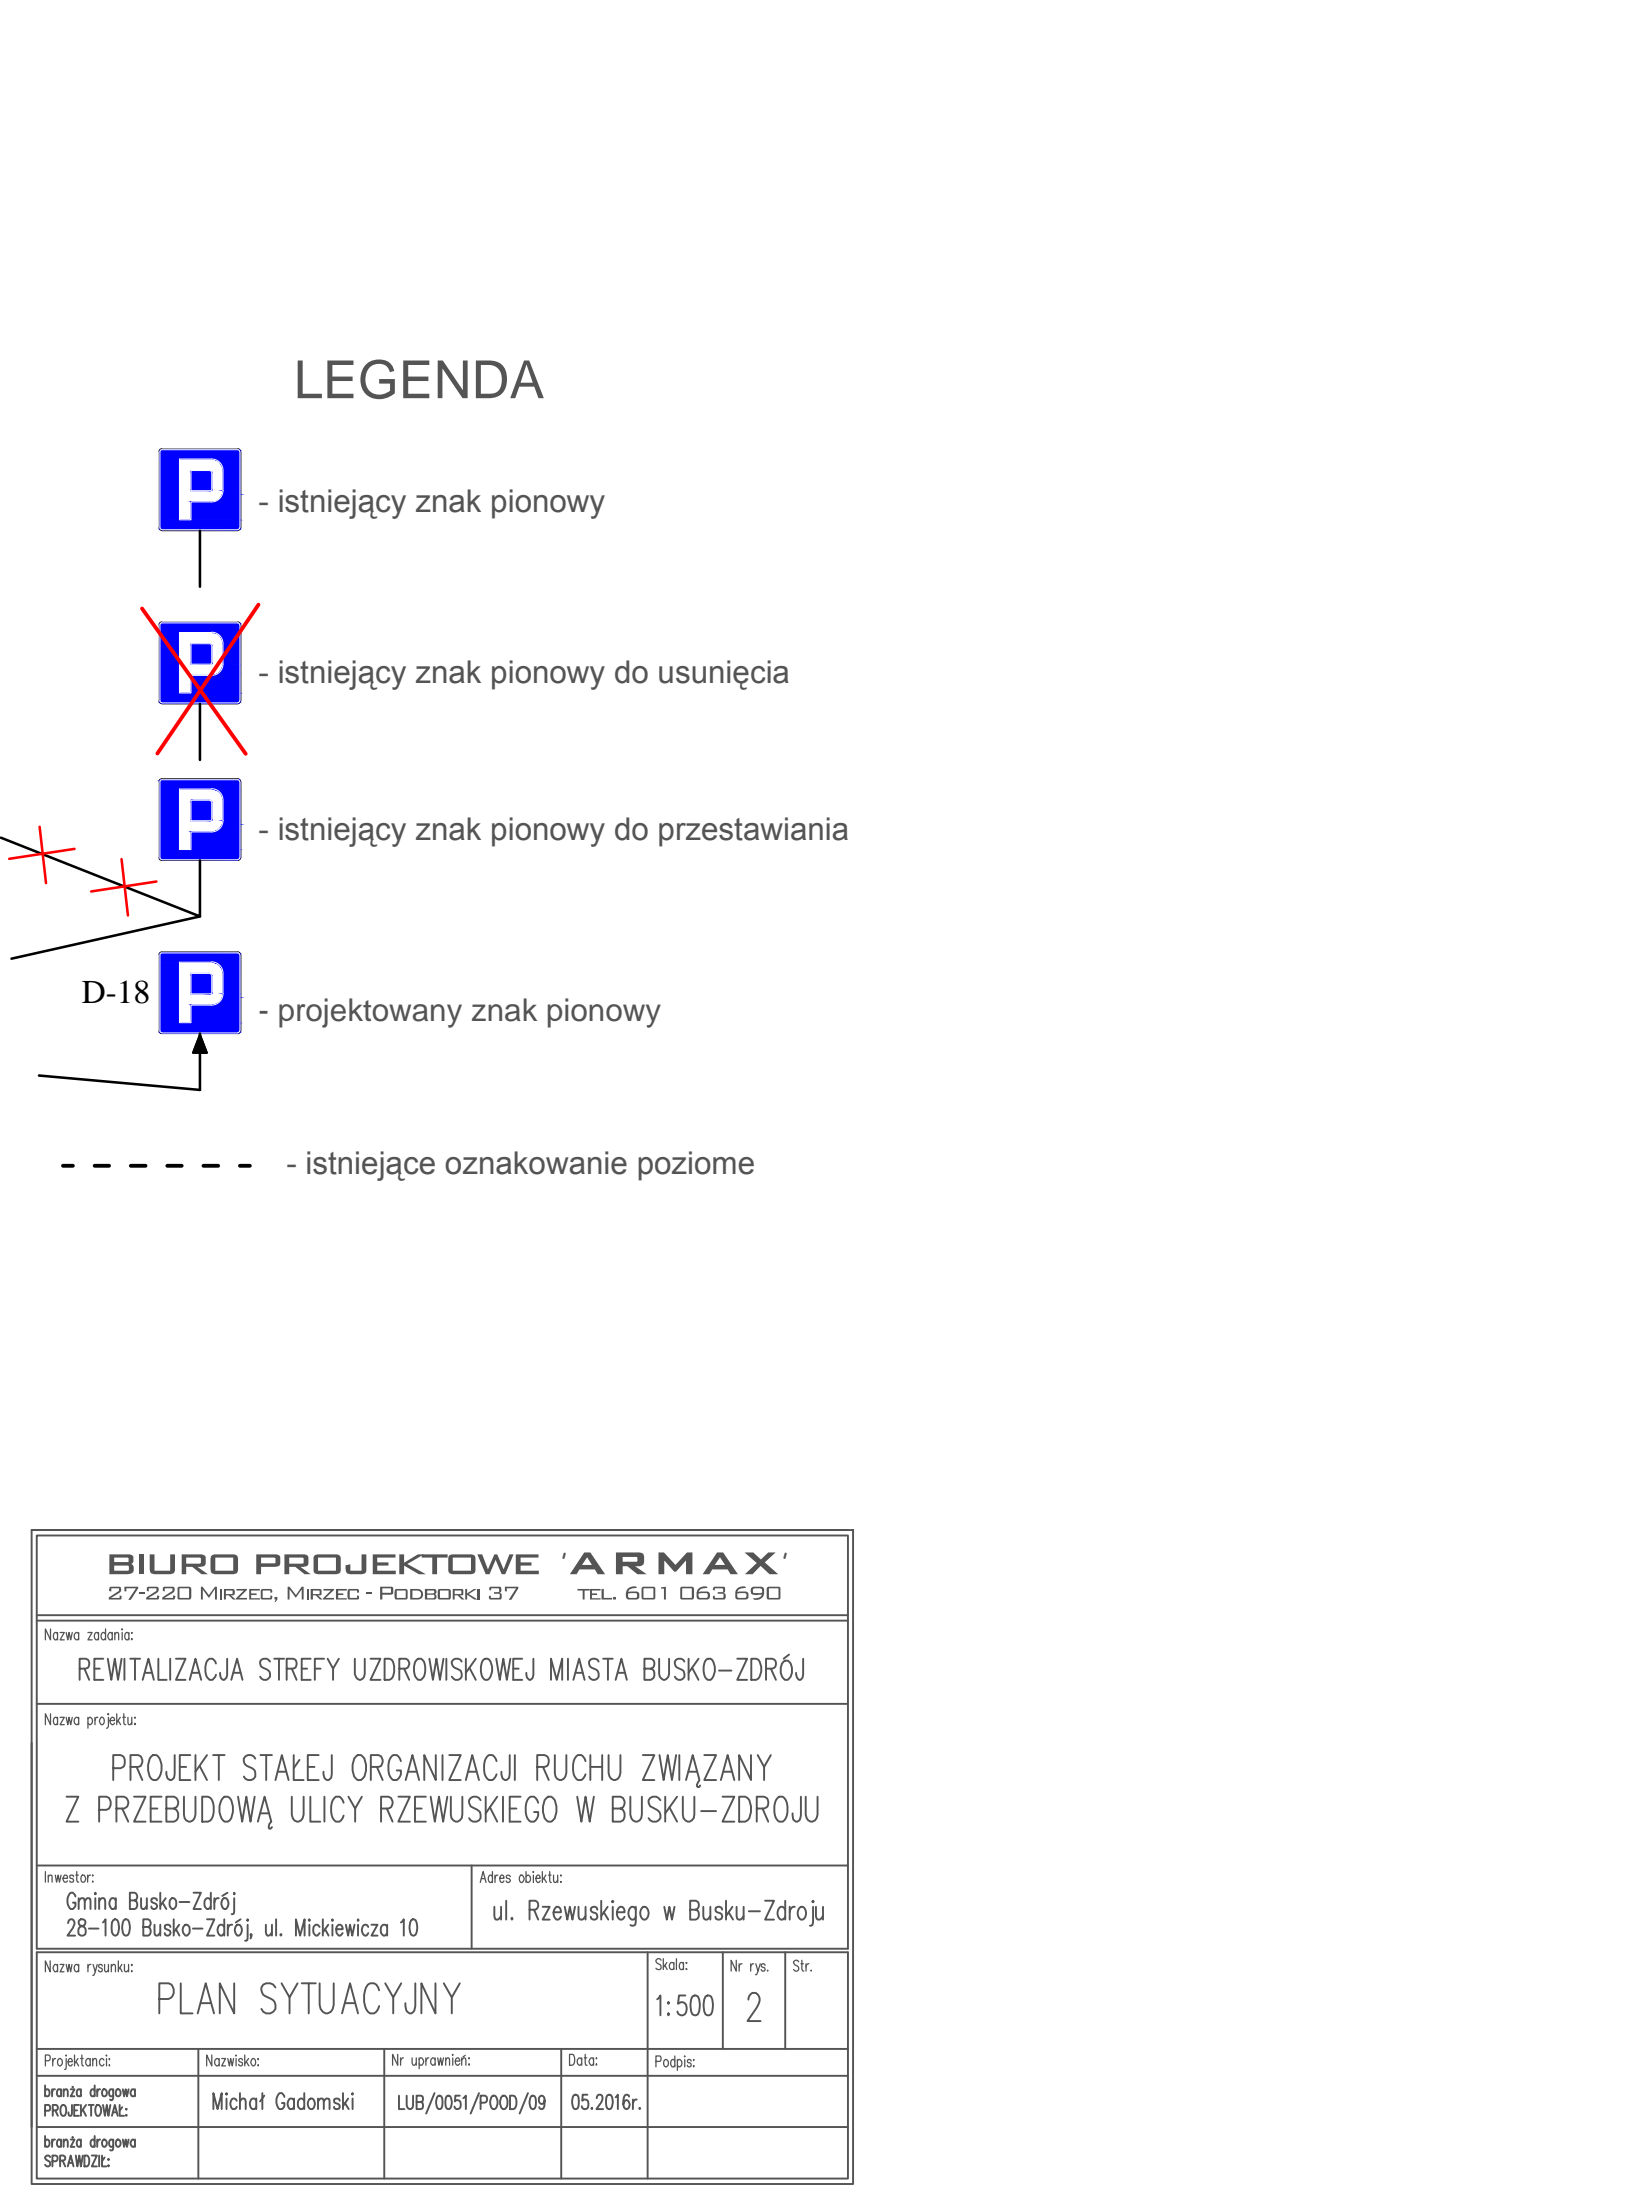 LEGENDA
P
- istniejący znak pionowy
P
- istniejący znak pionowy do usunięcia
P
- istniejący znak pionowy do przestawiania
D-18 P
- projektowany znak pionowy
- istniejące oznakowanie poziome
BIURO PROJEKTOWE 'ARMAX'
27-220 MIRZEC, MIRZEC - PODBORKI 37 TEL. 601 063 690
Nazwa zadania:
REWITALIZACJA STREFY UZDROWISKOWEJ MIASTA BUSKO-ZDRÓJ
Nazwa projektu:
PROJEKT STAŁEJ ORGANIZACJI RUCHU ZWIĄZANY
Z PRZEBUDOWĄ ULICY RZEWUSKIEGO W BUSKU-ZDROJU
Inwestor:
Gmina Busko-Zdrój
28-100 Busko-Zdrój, ul. Mickiewicza 10
Adres obiektu:
ul. Rzewuskiego w Busku-Zdroju
Nazwa rysunku:
PLAN SYTUACYJNY
Skala:
1:500
Nr rys.
2
Str.
Projektanci: Nazwisko: Nr uprawnień: Data: Podpis:
branża drogowa
PROJEKTOWAŁ:
Michał Gadomski LUB/0051/POOD/09 05.2016r.
branża drogowa
SPRAWDZIŁ: